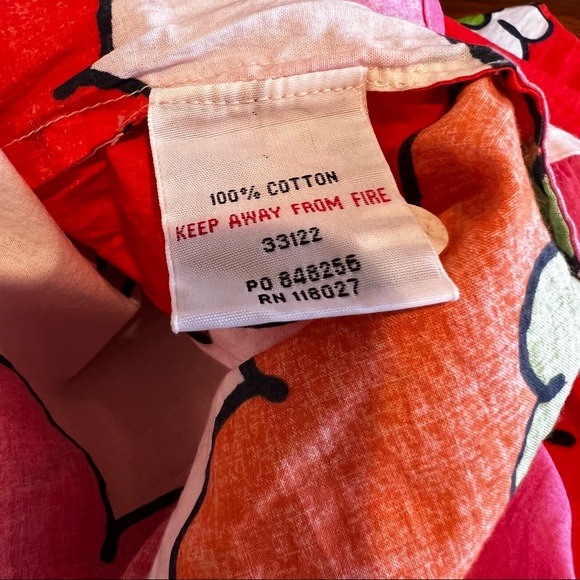 100% COTTON
KEEP AWAY FROM FIRE
33122
PO 848256
RN 118027